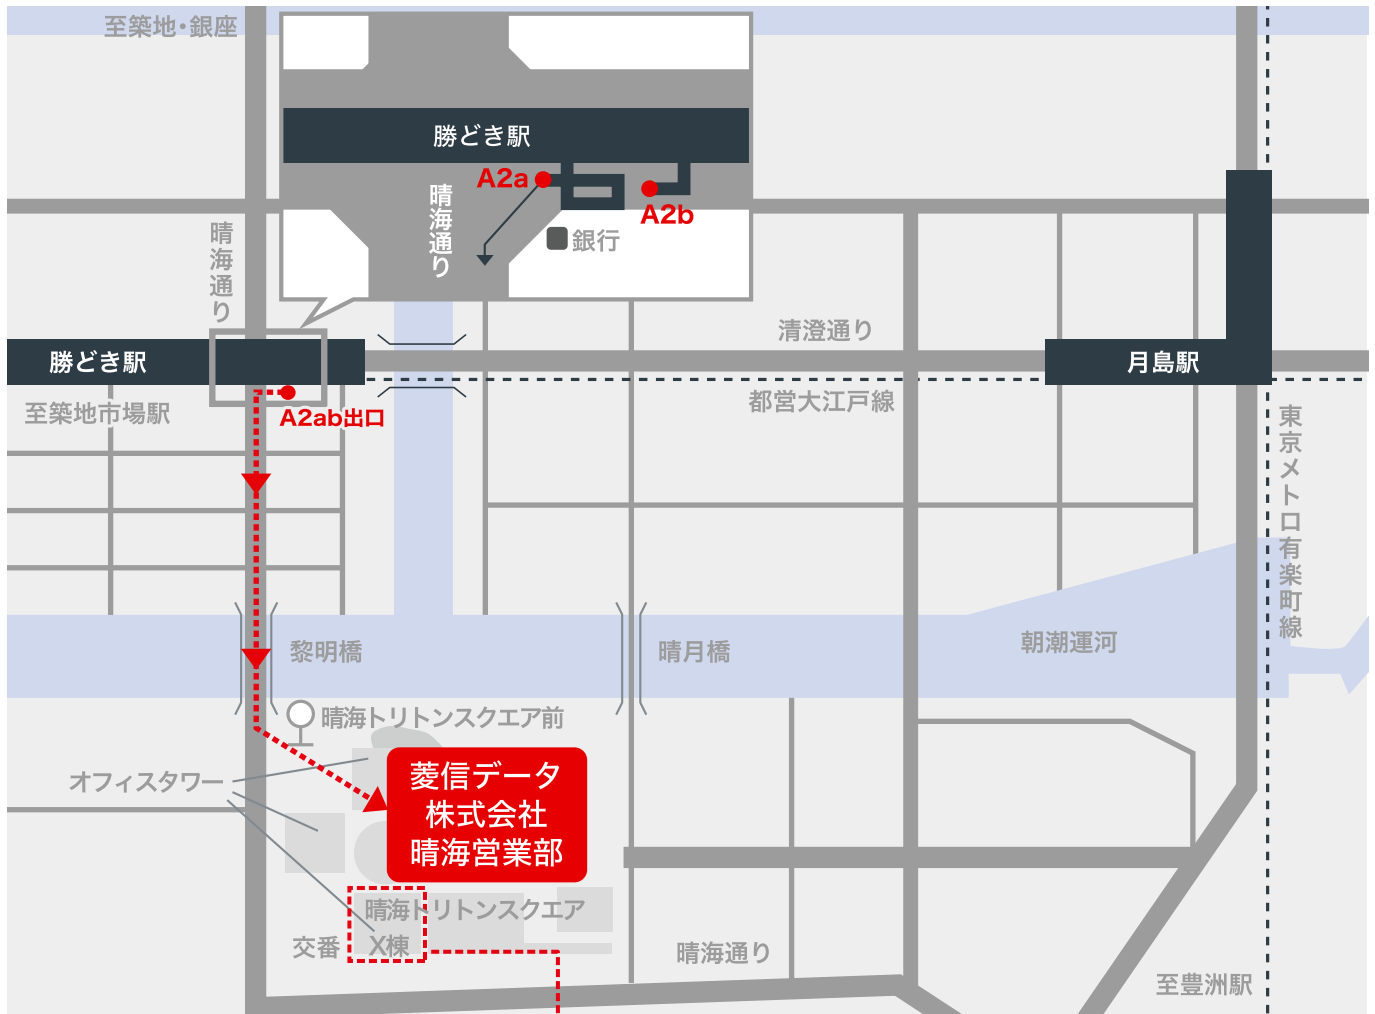 至築地・銀座
勝どき駅
A2a
A2b
晴海通り
銀行
晴海通り
清澄通り
勝どき駅
月島駅
至築地市場駅
A2ab出口
都営大江戸線
東京メトロ有楽町線
黎明橋
晴月橋
朝潮運河
晴海トリトンスクエア前
オフィスタワー
菱信データ
株式会社
晴海営業部
晴海トリトンスクエア
交番
X棟
晴海通り
至豊洲駅